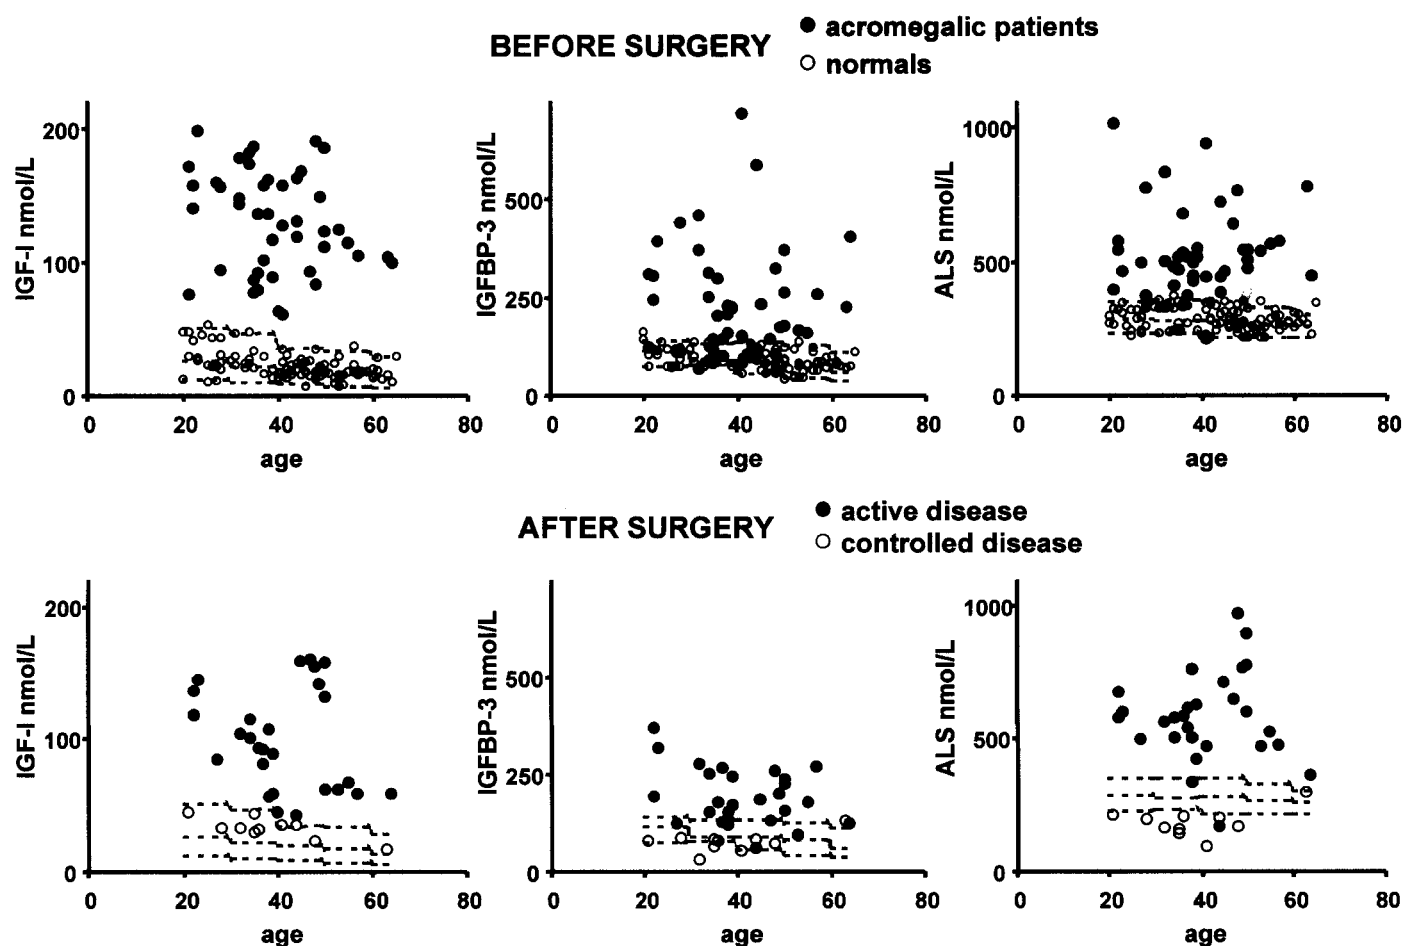 BEFORE SURGERY
● acromegalic patients
○ normals
IGF-I nmol/L
200
100
0
0 20 40 60 80
age
IGFBP-3 nmol/L
500
250
0
0 20 40 60 80
age
ALS nmol/L
1000
500
0
0 20 40 60 80
age
AFTER SURGERY
● active disease
○ controlled disease
IGF-I nmol/L
200
100
0
0 20 40 60 80
age
IGFBP-3 nmol/L
500
250
0
0 20 40 60 80
age
ALS nmol/L
1000
500
0
0 20 40 60 80
age